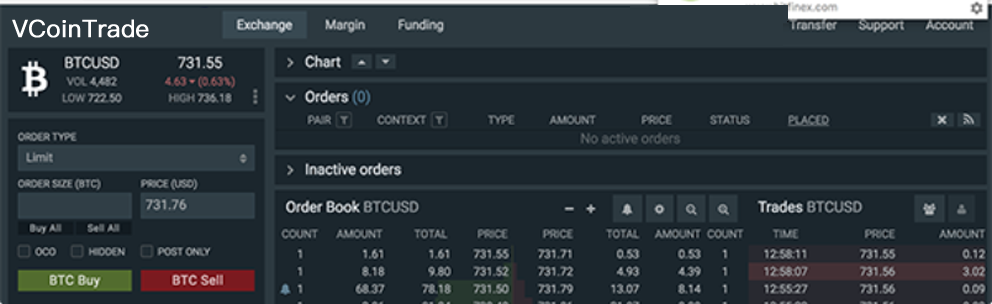 VCoinTrade
Exchange Margin Funding
finex.com
Transfer Support Account
BTCUSD 731.55
VOL 4,482 4.63 (0.63%)
LOW 722.50 HIGH 736.18
Chart
Orders (0)
PAIR CONTEXT TYPE AMOUNT PRICE STATUS PLACED
No active orders
Inactive orders
ORDER TYPE
Limit
ORDER SIZE (BTC) PRICE (USD)
731.76
Buy All Sell All
OCO HIDDEN POST ONLY
BTC Buy BTC Sell
Order Book BTCUSD
COUNT AMOUNT TOTAL PRICE PRICE TOTAL AMOUNT COUNT
1 1.61 1.61 731.55 731.71 0.53 0.53 1
1 8.18 9.80 731.52 731.72 4.93 4.39 1
1 68.37 78.18 731.50 731.79 13.07 8.14 1
Trades BTCUSD
TIME PRICE AMOUNT
12:58:11 731.55 0.12
12:58:07 731.56 3.02
12:55:27 731.56 0.09